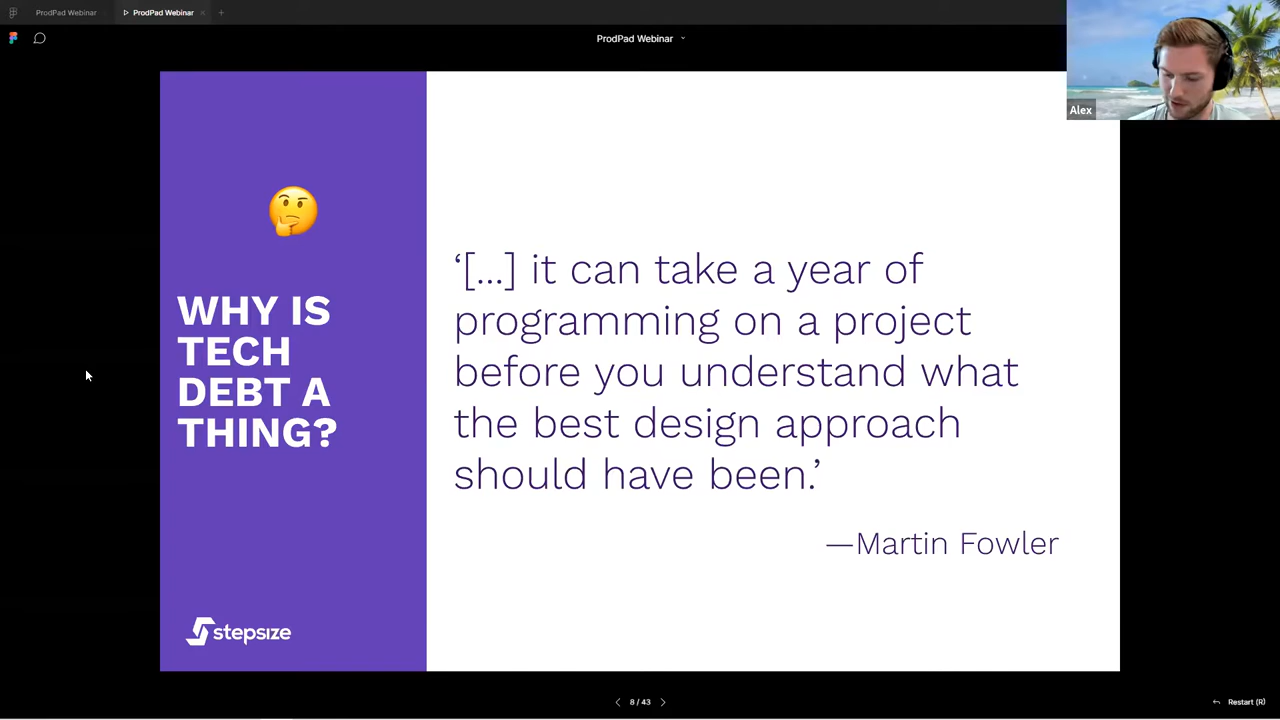 ProdPad Webinar
ProdPad Webinar
ProdPad Webinar
Alex
WHY IS
TECH
DEBT A
THING?
stepsize
‘[...] it can take a year of
programming on a project
before you understand what
the best design approach
should have been.’
—Martin Fowler
8 / 43
Restart (R)